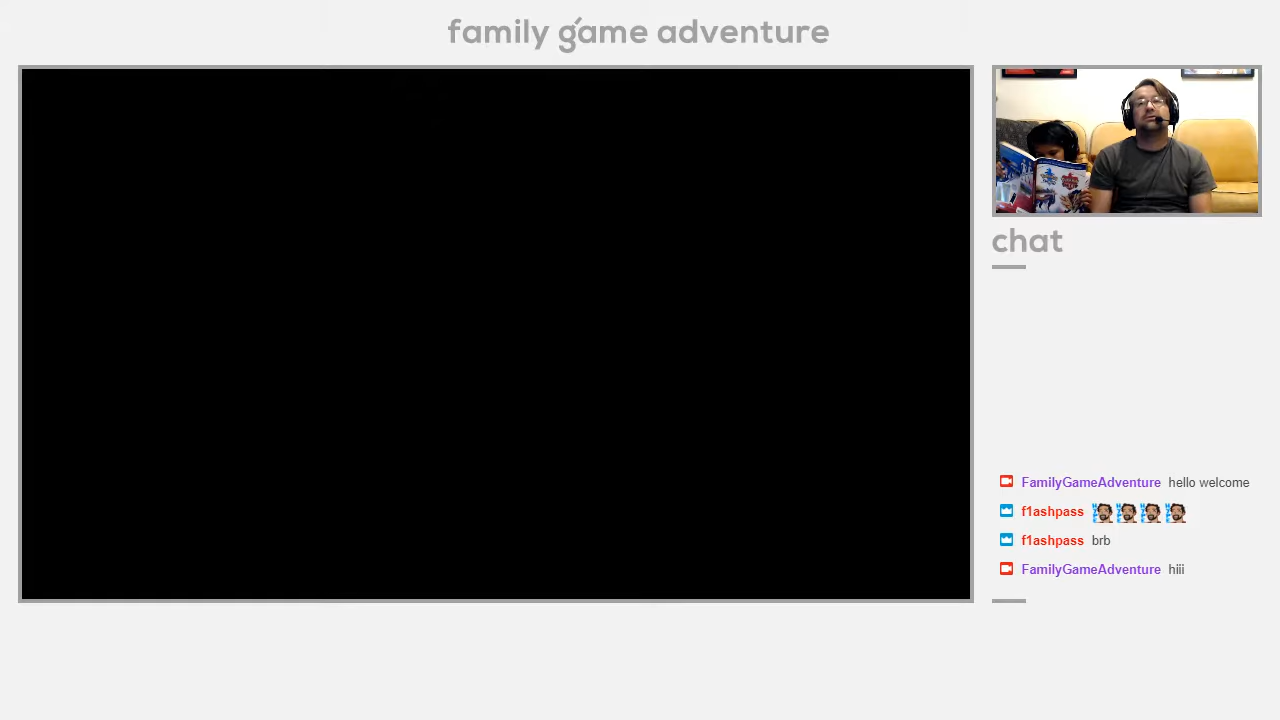 family game adventure
chat
FamilyGameAdventure hello welcome
f1ashpass
f1ashpass brb
FamilyGameAdventure hiii